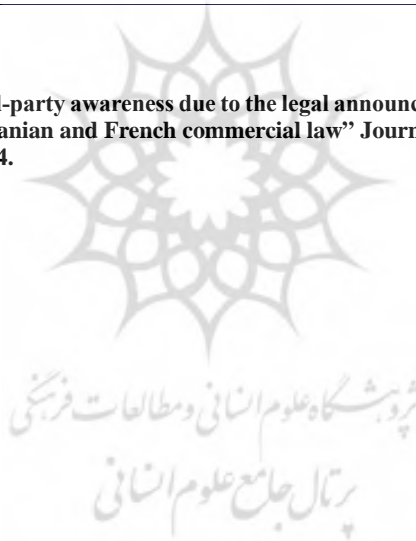 l-party awareness due to the legal announc
anian and French commercial law” Journ
4.
پژوهشگاه علوم انسانی و مطالعات فرهنگی
پرتال جامع علوم انسانی